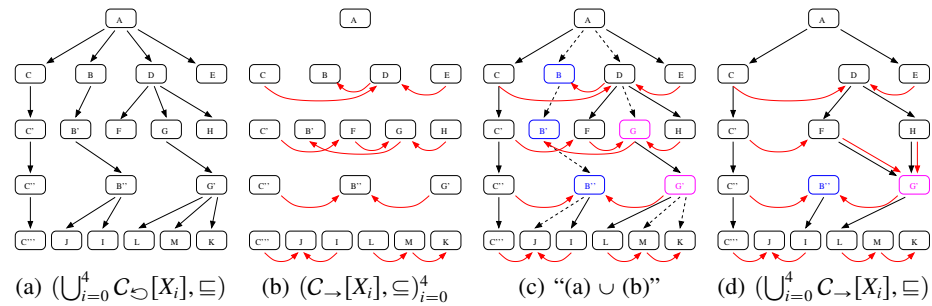 A A A A
C B D E C B D E C B D E C D E
C' B' F G H C' B' F G H C' B' F G H C' F H
C'' B'' G' C'' B'' G' C'' B'' G' C'' B'' G'
C''' J I L M K C''' J I L M K C''' J I L M K C''' J I L M K
(a) (⋃⁴ᵢ₌₀ C↪[Xᵢ], ⊑) (b) (C→[Xᵢ], ⊆)⁴ᵢ₌₀ (c) “(a) ∪ (b)” (d) (⋃⁴ᵢ₌₀ C→[Xᵢ], ⊑)